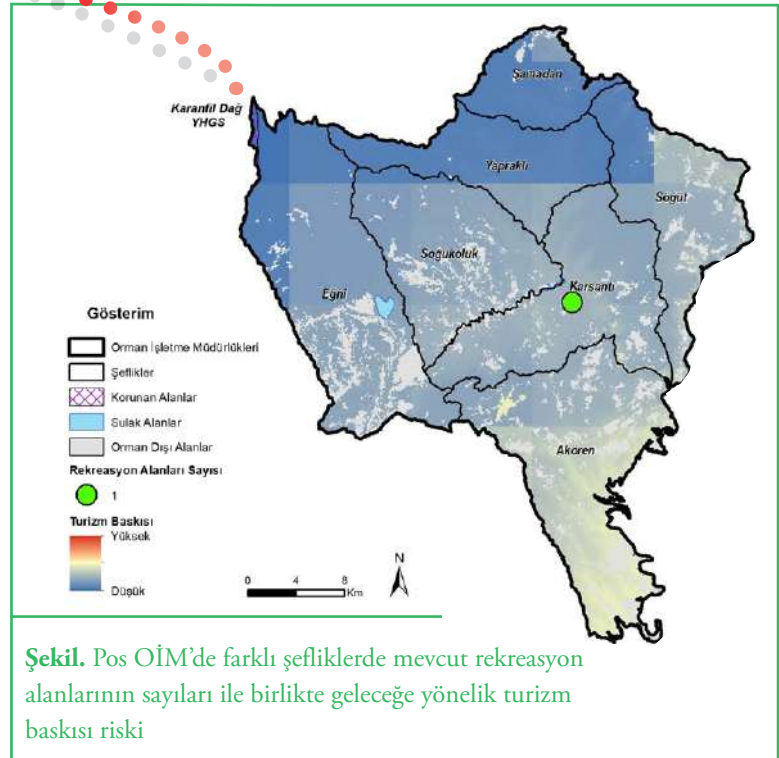 Karanfil Dağ
YHGS
Şamadan
Yapraklı
Söğüt
Soğukoluk
Eğni
Karsantı
Akoren
Gösterim
Orman İşletme Müdürlükleri
Şeflikler
Korunan Alanlar
Sulak Alanlar
Orman Dışı Alanlar
Rekreasyon Alanları Sayısı
1
Turizm Baskısı
Yüksek
Düşük
0 4 8
Km
N
Şekil. Pos OİM’de farklı şefliklerde mevcut rekreasyon
alanlarının sayıları ile birlikte geleceğe yönelik turizm
baskısı riski